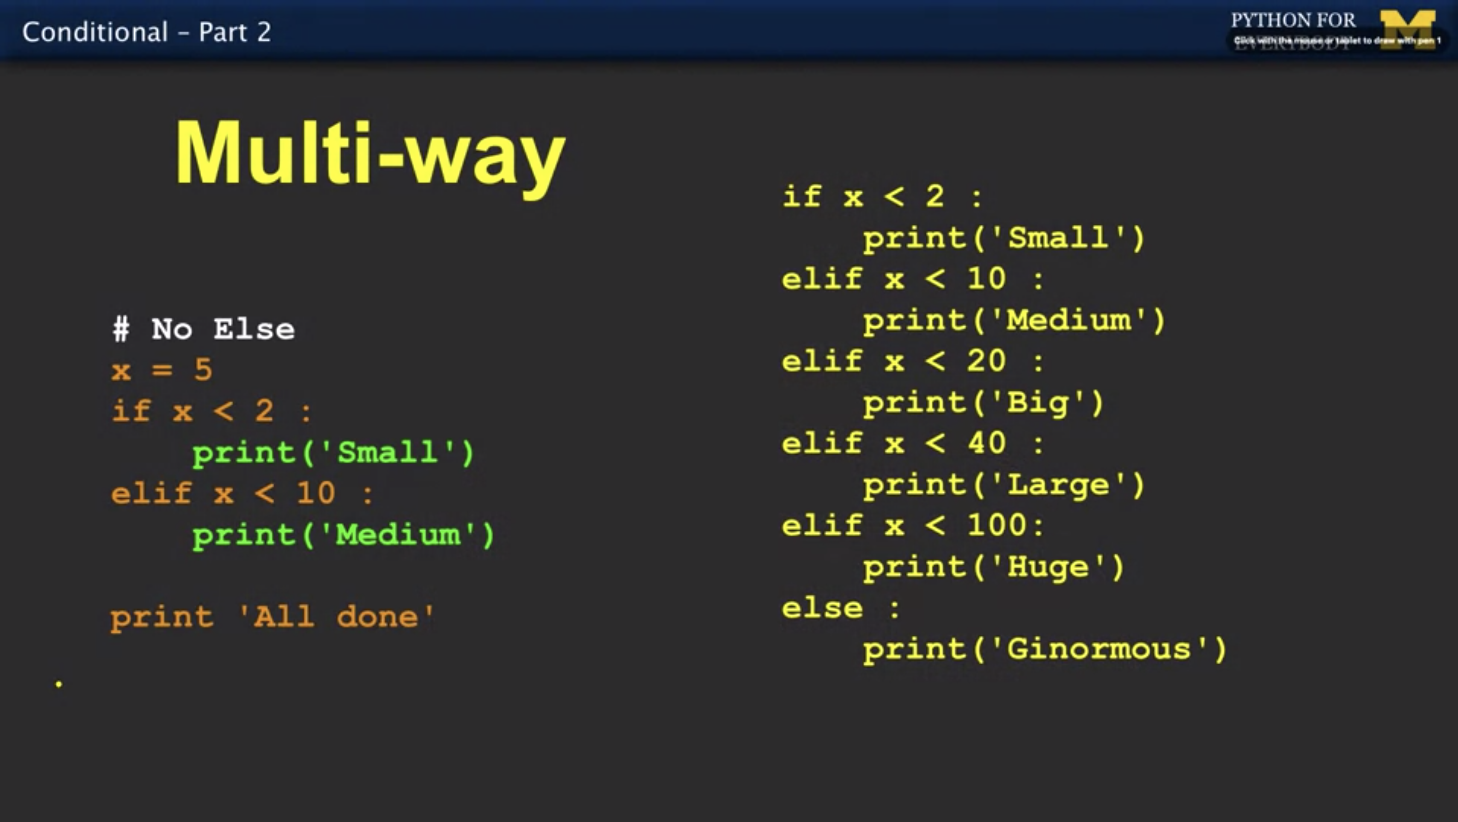 Conditional – Part 2
PYTHON FOR
EVERYBODY
Click with the mouse or tablet to draw with pen 1
Multi-way
# No Else
x = 5
if x < 2 :
    print('Small')
elif x < 10 :
    print('Medium')
print 'All done'
if x < 2 :
    print('Small')
elif x < 10 :
    print('Medium')
elif x < 20 :
    print('Big')
elif x < 40 :
    print('Large')
elif x < 100:
    print('Huge')
else :
    print('Ginormous')